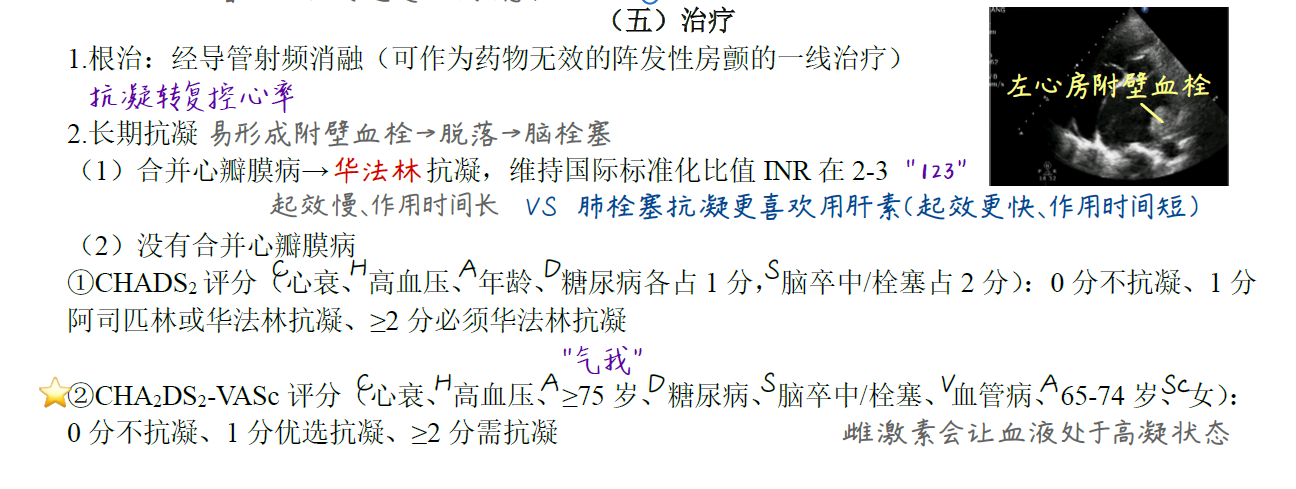 （五）治疗
1.根治：经导管射频消融（可作为药物无效的阵发性房颤的一线治疗）
抗凝转复控心率
左心房附壁血栓
2.长期抗凝 易形成附壁血栓→脱落→脑栓塞
（1）合并心瓣膜病→华法林抗凝，维持国际标准化比值 INR 在 2-3 "123"
起效慢、作用时间长 VS 肺栓塞抗凝更喜欢用肝素(起效更快、作用时间短)
（2）没有合并心瓣膜病
①CHADS₂ 评分（C心衰、H高血压、A年龄、D糖尿病各占 1 分，S脑卒中/栓塞占 2 分）：0 分不抗凝、1 分
阿司匹林或华法林抗凝、≥2 分必须华法林抗凝
"气我"
⭐②CHA₂DS₂-VASc 评分（C心衰、H高血压、A≥75 岁、D糖尿病、S脑卒中/栓塞、V血管病、A65-74 岁、Sc女）：
0 分不抗凝、1 分优选抗凝、≥2 分需抗凝
雌激素会让血液处于高凝状态